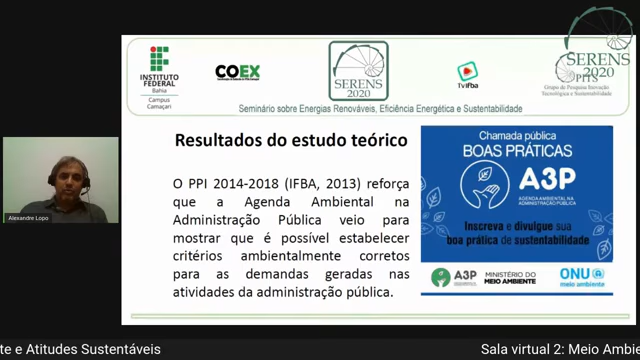 INSTITUTO
FEDERAL
Bahia
Campus
Camaçari
COEX
SERENS
2020
Tv Ifba
SERENS
2020
PITS
Grupo de Pesquisa Inovação
Tecnológica e Sustentabilidade
Seminário sobre Energias Renováveis, Eficiência Energética e Sustentabilidade
Resultados do estudo teórico
O PPI 2014-2018 (IFBA, 2013) reforça
que a Agenda Ambiental na
Administração Pública veio para
mostrar que é possível estabelecer
critérios ambientalmente corretos
para as demandas geradas nas
atividades da administração pública.
Chamada pública
BOAS PRÁTICAS
A3P
AGENDA AMBIENTAL NA
ADMINISTRAÇÃO PÚBLICA
Inscreva e divulgue sua
boa prática de sustentabilidade
A3P
MINISTÉRIO DO
MEIO AMBIENTE
ONU
meio ambiente
Alexandre Lopo
te e Atitudes Sustentáveis
Sala virtual 2: Meio Ambie